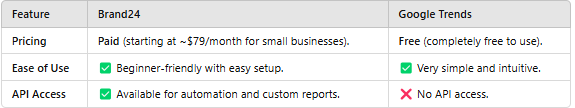 Feature Brand24 Google Trends
Pricing Paid (starting at ~$79/month for small businesses). Free (completely free to use).
Ease of Use ✅ Beginner-friendly with easy setup. ✅ Very simple and intuitive.
API Access ✅ Available for automation and custom reports. ❌ No API access.